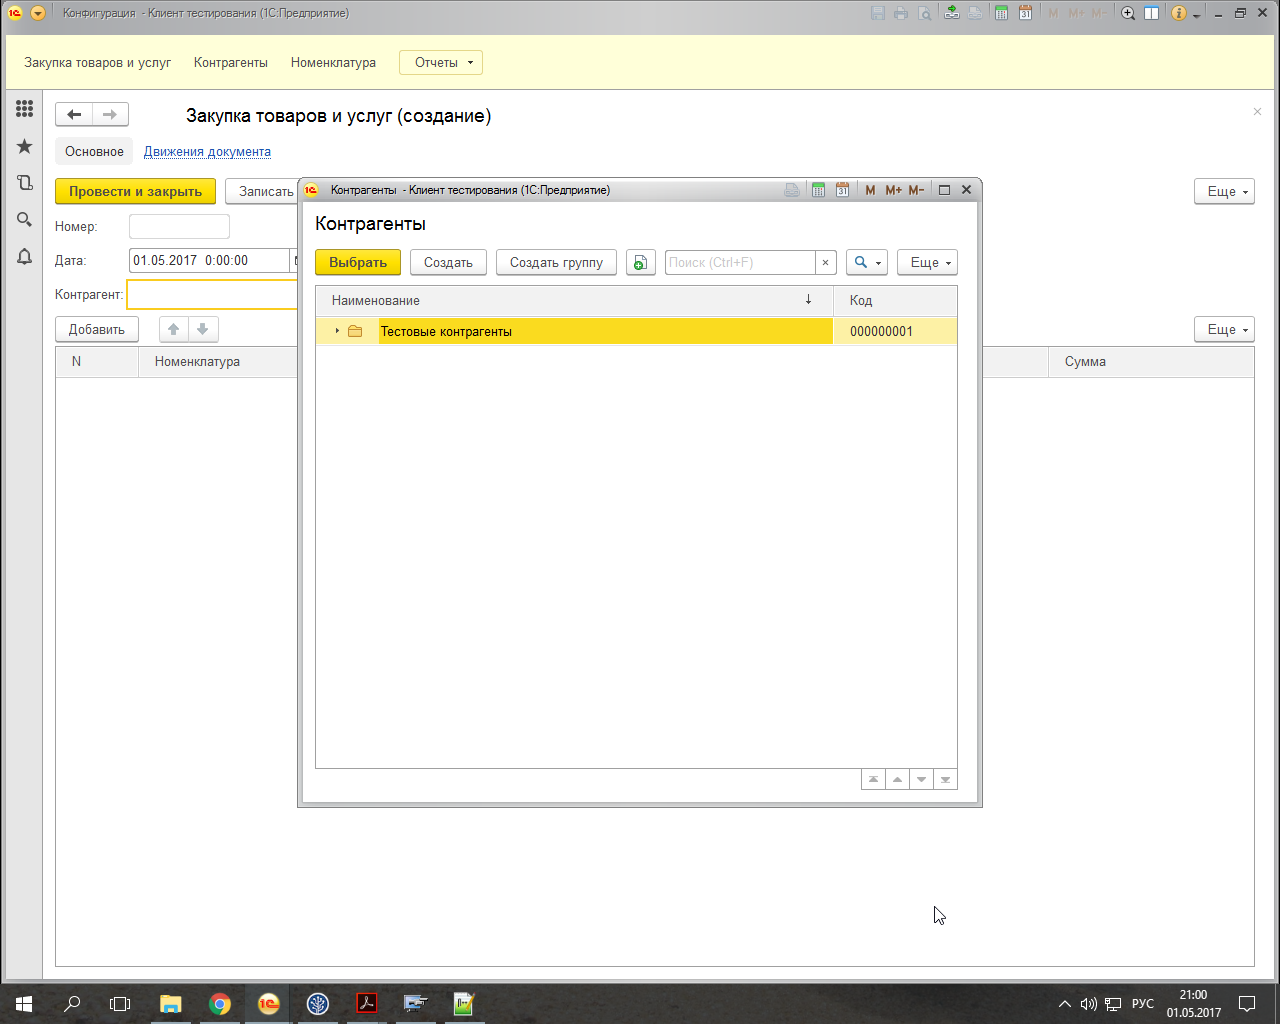 Конфигурация - Клиент тестирования (1С:Предприятие)
M M+ M-
Закупка товаров и услуг Контрагенты Номенклатура Отчеты
Закупка товаров и услуг (создание)
Основное Движения документа
Провести и закрыть Записать Еще
Номер:
Дата: 01.05.2017 0:00:00
Контрагент:
Добавить Еще
N Номенклатура Сумма
Контрагенты - Клиент тестирования (1С:Предприятие)
31 M M+ M-
Контрагенты
Выбрать Создать Создать группу Поиск (Ctrl+F) × Еще
Наименование ↓ Код
Тестовые контрагенты 000000001
РУС
21:00
01.05.2017